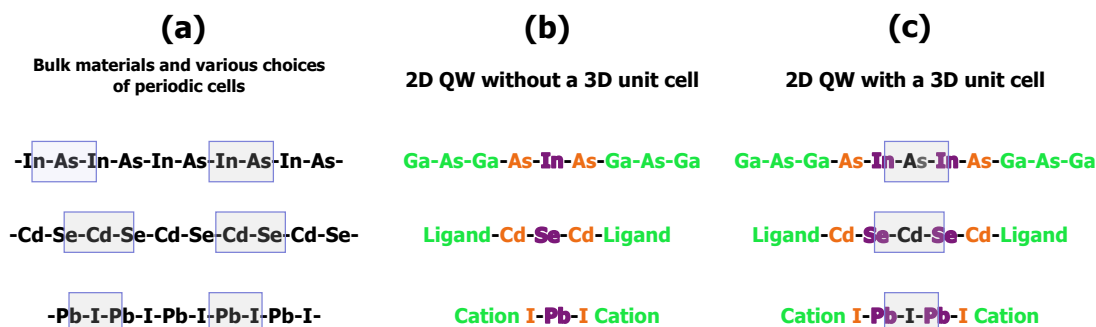 (a)
Bulk materials and various choices
of periodic cells
-In-As-In-As-In-As-In-As-In-As-
-Cd-Se-Cd-Se-Cd-Se-Cd-Se-Cd-Se-
-Pb-I-Pb-I-Pb-I-Pb-I-Pb-I-
(b)
2D QW without a 3D unit cell
Ga-As-Ga-As-In-As-Ga-As-Ga
Ligand-Cd-Se-Cd-Ligand
Cation I-Pb-I Cation
(c)
2D QW with a 3D unit cell
Ga-As-Ga-As-In-As-In-As-Ga-As-Ga
Ligand-Cd-Se-Cd-Se-Cd-Ligand
Cation I-Pb-I-Pb-I Cation